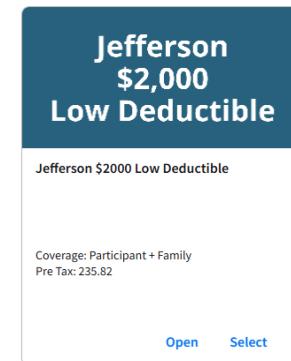 Jefferson
$2,000
Low Deductible
Jefferson $2000 Low Deductible
Coverage: Participant + Family
Pre Tax: 235.82
Open Select